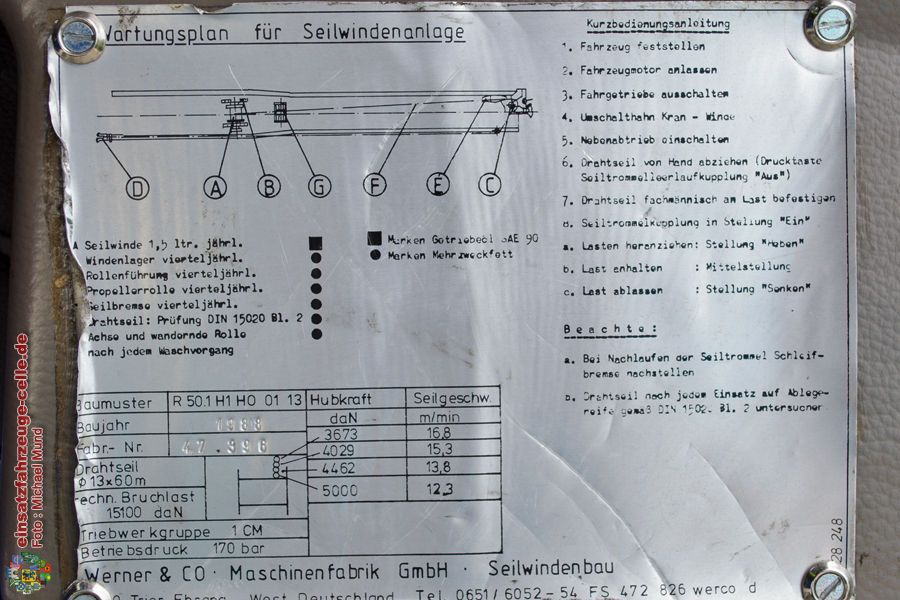 Wartungsplan für Seilwindenanlage
D A B G F E C
A Seilwinde 1,5 ltr. jährl.
Windenlager vierteljährl.
Rollenführung vierteljährl.
Propellerrolle vierteljährl.
Seilbremse vierteljährl.
Drahtseil: Prüfung DIN 15020 Bl. 2
Achse und wandernde Rolle
nach jedem Waschvorgang
Marken Getriebeöl SAE 90
Marken Mehrzweckfett
Baumuster R 50.1 H1 H0 01 13
Baujahr 1988
Fabr.- Nr. 47.396
Drahtseil
ϕ 13x60m
rechn. Bruchlast
15100 daN
Triebwerkgruppe 1 CM
Betriebsdruck 170 bar
Hubkraft Seilgeschw.
daN m/min
3673 16,8
4029 15,3
4462 13,8
5000 12,3
Werner & CO · Maschinenfabrik GmbH · Seilwindenbau
Trier Ehrang West Deutschland Tel. 0651/6052-54 FS 472 826 werco d
Kurzbedienungsanleitung
1. Fahrzeug feststellen
2. Fahrzeugmotor anlassen
3. Fahrgetriebe ausschalten
4. Umschalthahn Kran - Winde
5. Nebenabtrieb einschalten
6. Drahtseil von Hand abziehen (Drucktaste
Seiltrommelleerlaufkupplung "Aus")
7. Drahtseil fachmännisch am Last befestigen
8. Seiltrommelkupplung in Stellung "Ein"
a. Lasten heranziehen: Stellung "Heben"
b. Last anhalten : Mittelstellung
c. Last ablassen : Stellung "Senken"
Beachte:
a. Bei Nachlaufen der Seiltrommel Schleif-
bremse nachstellen
b. Drahtseil nach jedem Einsatz auf Ablege-
reife gemäß DIN 15020 Bl. 2 untersuchen
28 248
einsatzfahrzeuge-celle.de
Foto : Michael Mund